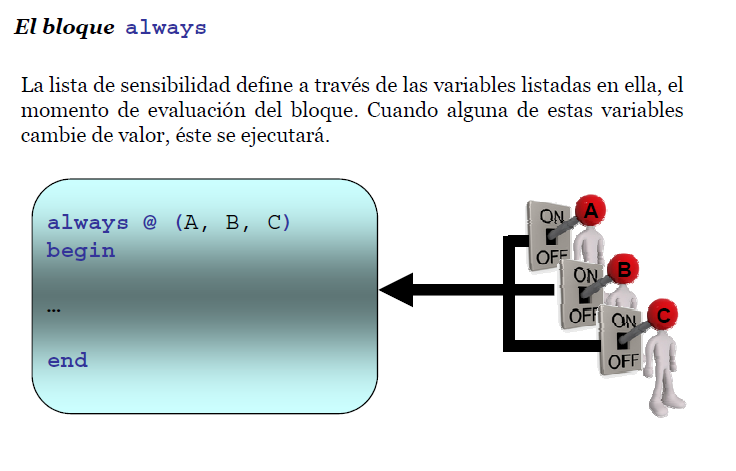 El bloque always
La lista de sensibilidad define a través de las variables listadas en ella, el
momento de evaluación del bloque. Cuando alguna de estas variables
cambie de valor, éste se ejecutará.
always @ (A, B, C)
begin
…
end
ON
A
OFF
ON
B
OFF
ON
C
OFF